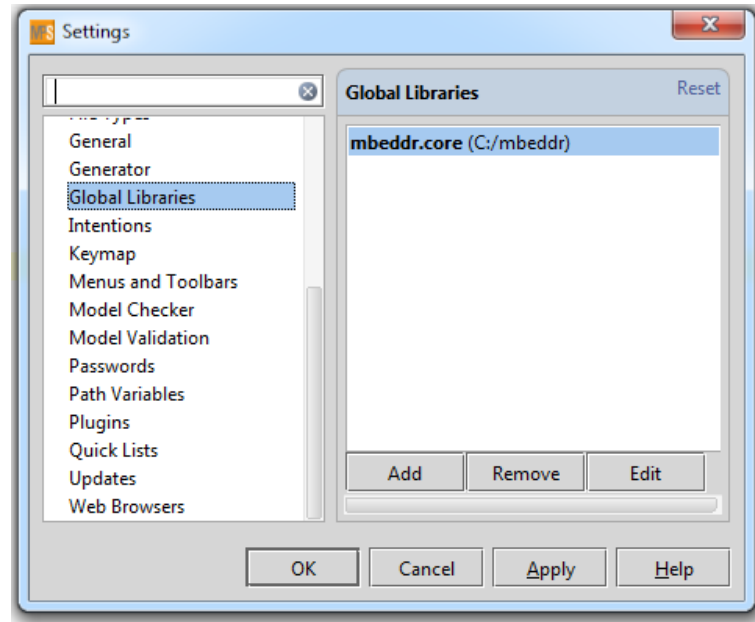 MPS Settings
Global Libraries Reset
General
Generator
Global Libraries
Intentions
Keymap
Menus and Toolbars
Model Checker
Model Validation
Passwords
Path Variables
Plugins
Quick Lists
Updates
Web Browsers
mbeddr.core (C:/mbeddr)
Add Remove Edit
OK Cancel Apply Help